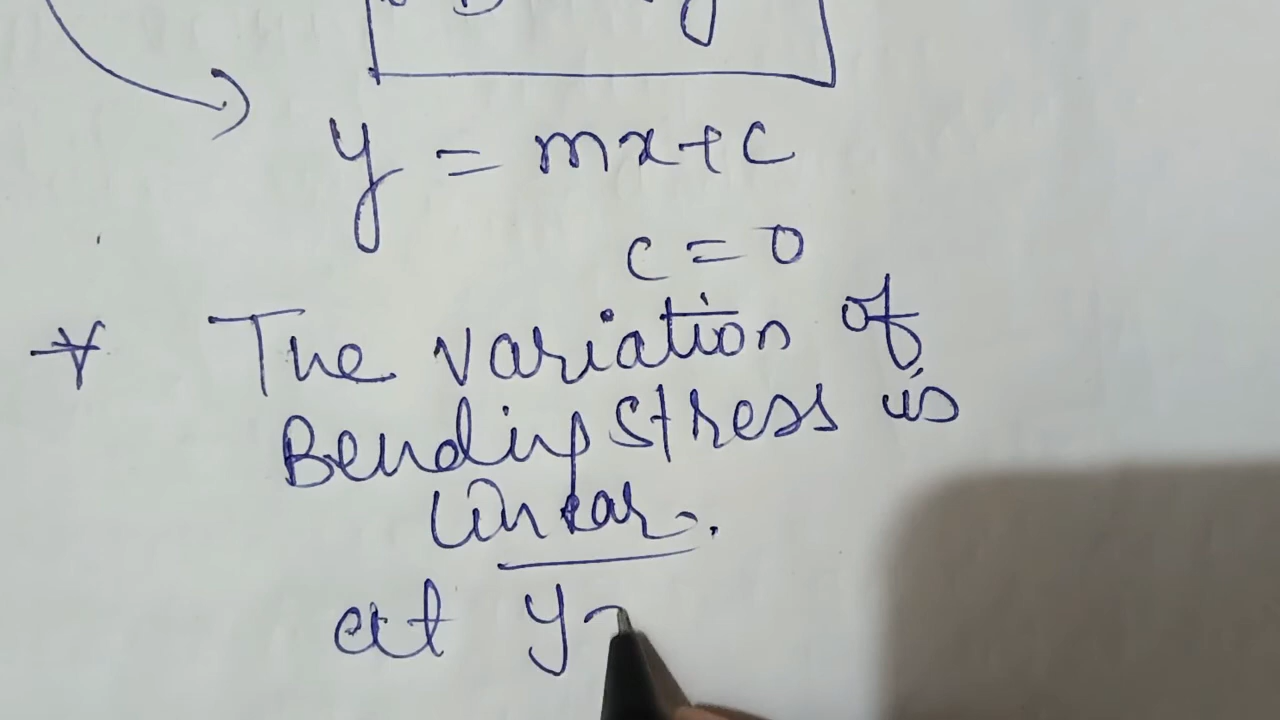 y = mx+c
c = 0
* The variation of
Bending stress is
linear.
at y